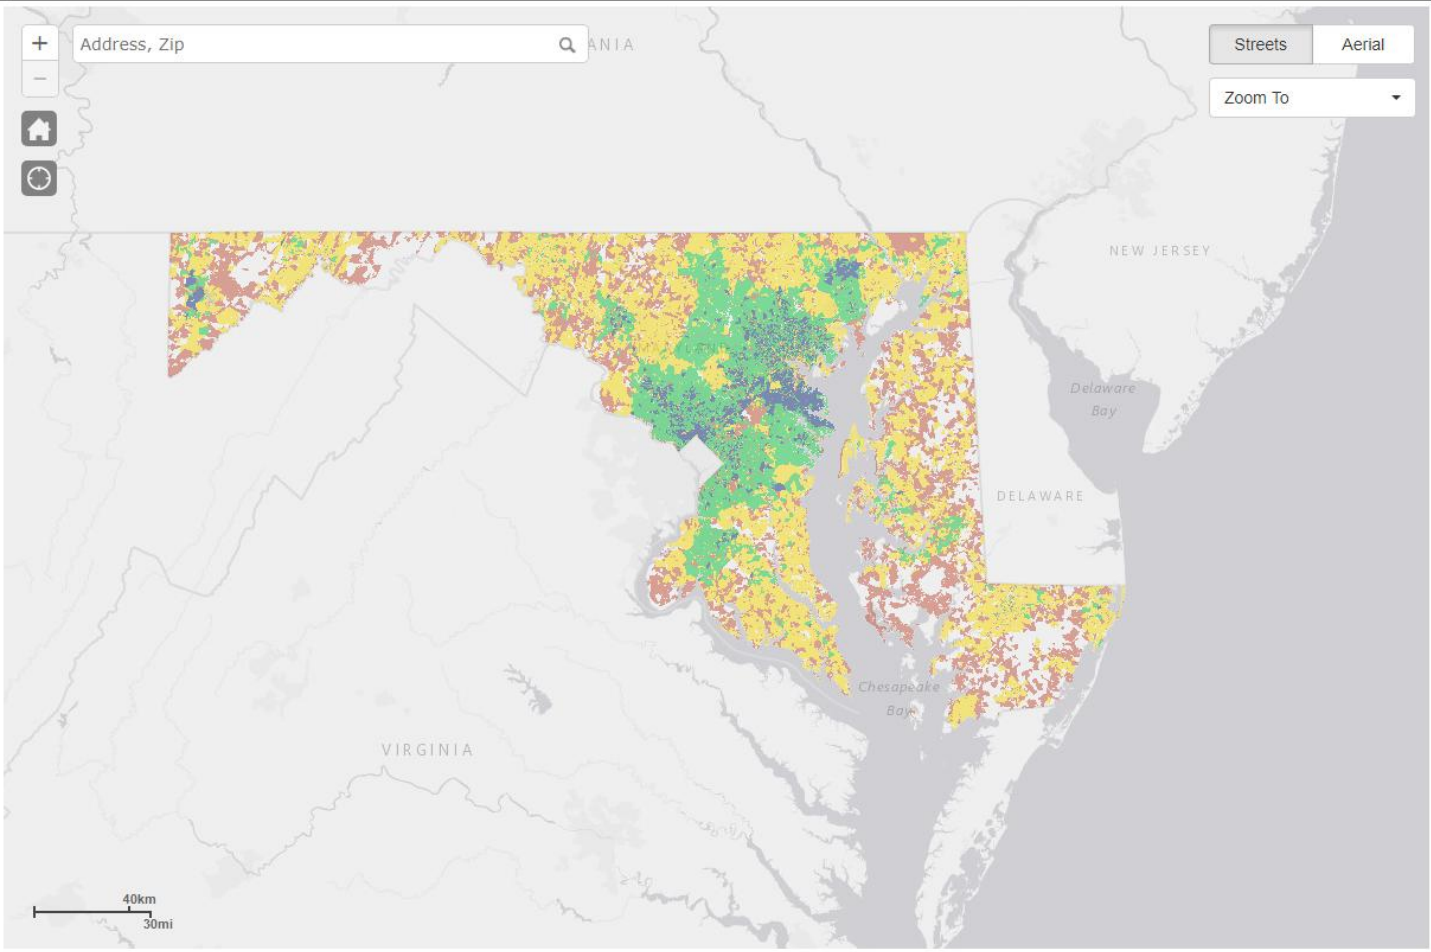 +
Address, Zip
ANIA
Streets
Aerial
−
Zoom To
NEW JERSEY
Delaware
Bay
DELAWARE
Chesapeake
Bay
VIRGINIA
40km
30mi